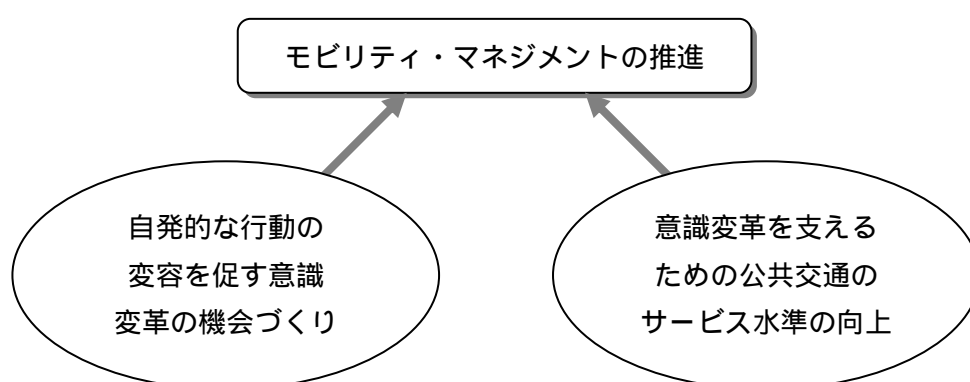 モビリティ・マネジメントの推進
自発的な行動の
変容を促す意識
変革の機会づくり
意識変革を支える
ための公共交通の
サービス水準の向上